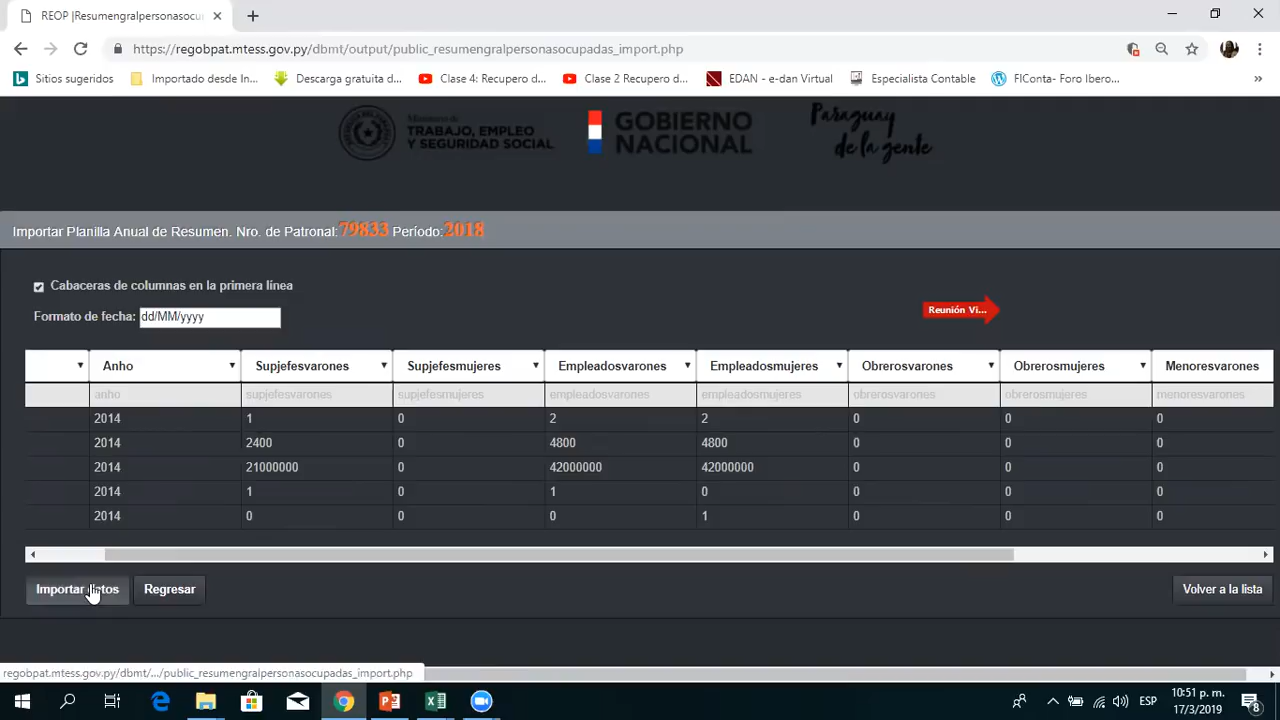 REOP |Resumengralpersonasocu
https://regobpat.mtess.gov.py/dbmt/output/public_resumengralpersonasocupadas_import.php
Sitios sugeridos Importado desde In... Descarga gratuita d... Clase 4: Recupero d... Clase 2 Recupero d... EDAN - e-dan Virtual Especialista Contable FIConta- Foro Ibero... »
Ministerio de
TRABAJO, EMPLEO
Y SEGURIDAD SOCIAL
GOBIERNO
NACIONAL
Paraguay
de la gente
Importar Planilla Anual de Resumen. Nro. de Patronal:79833 Período:2018
Cabaceras de columnas en la primera línea
Formato de fecha: dd/MM/yyyy
Reunión Vi...
Anho Supjefesvarones Supjefesmujeres Empleadosvarones Empleadosmujeres Obrerosvarones Obrerosmujeres Menoresvarones
anho supjefesvarones supjefesmujeres empleadosvarones empleadosmujeres obrerosvarones obrerosmujeres menoresvarones
2014 1 0 2 2 0 0 0
2014 2400 0 4800 4800 0 0 0
2014 21000000 0 42000000 42000000 0 0 0
2014 1 0 1 0 0 0 0
2014 0 0 0 1 0 0 0
Importar Regresar Volver a la lista
regobpat.mtess.gov.py/dbmt/.../public_resumengralpersonasocupadas_import.php
ESP
10:51 p. m.
17/3/2019
8